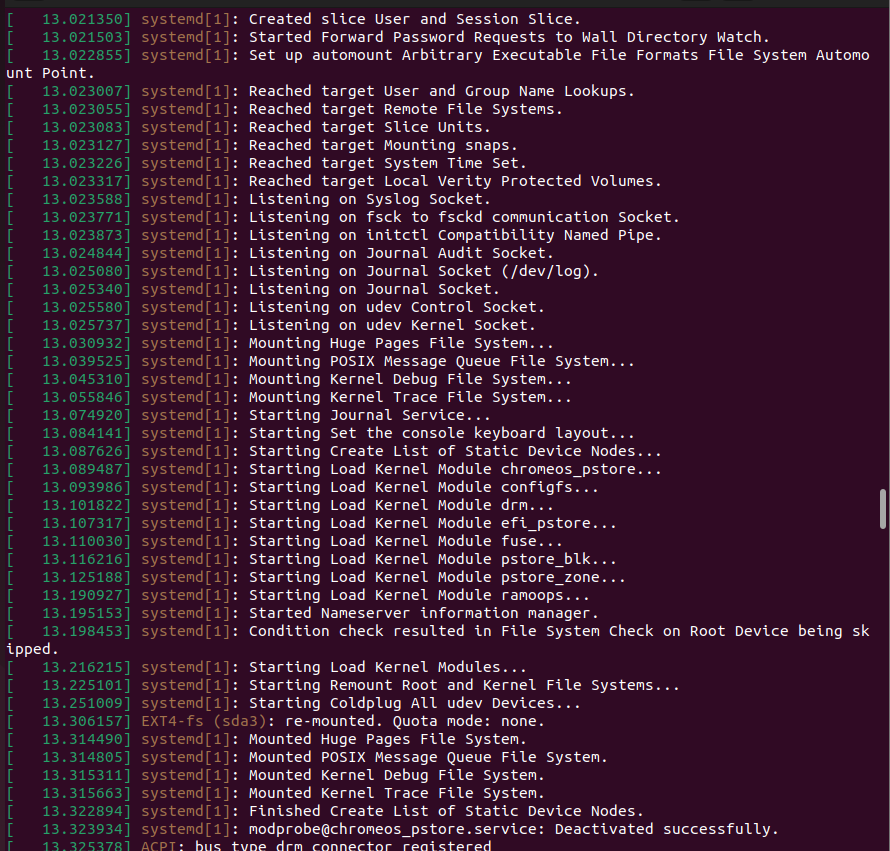 [   13.021350] systemd[1]: Created slice User and Session Slice.
[   13.021503] systemd[1]: Started Forward Password Requests to Wall Directory Watch.
[   13.022855] systemd[1]: Set up automount Arbitrary Executable File Formats File System Automo
unt Point.
[   13.023007] systemd[1]: Reached target User and Group Name Lookups.
[   13.023055] systemd[1]: Reached target Remote File Systems.
[   13.023083] systemd[1]: Reached target Slice Units.
[   13.023127] systemd[1]: Reached target Mounting snaps.
[   13.023226] systemd[1]: Reached target System Time Set.
[   13.023317] systemd[1]: Reached target Local Verity Protected Volumes.
[   13.023588] systemd[1]: Listening on Syslog Socket.
[   13.023771] systemd[1]: Listening on fsck to fsckd communication Socket.
[   13.023873] systemd[1]: Listening on initctl Compatibility Named Pipe.
[   13.024844] systemd[1]: Listening on Journal Audit Socket.
[   13.025080] systemd[1]: Listening on Journal Socket (/dev/log).
[   13.025340] systemd[1]: Listening on Journal Socket.
[   13.025580] systemd[1]: Listening on udev Control Socket.
[   13.025737] systemd[1]: Listening on udev Kernel Socket.
[   13.030932] systemd[1]: Mounting Huge Pages File System...
[   13.039525] systemd[1]: Mounting POSIX Message Queue File System...
[   13.045310] systemd[1]: Mounting Kernel Debug File System...
[   13.055846] systemd[1]: Mounting Kernel Trace File System...
[   13.074920] systemd[1]: Starting Journal Service...
[   13.084141] systemd[1]: Starting Set the console keyboard layout...
[   13.087626] systemd[1]: Starting Create List of Static Device Nodes...
[   13.089487] systemd[1]: Starting Load Kernel Module chromeos_pstore...
[   13.093986] systemd[1]: Starting Load Kernel Module configfs...
[   13.101822] systemd[1]: Starting Load Kernel Module drm...
[   13.107317] systemd[1]: Starting Load Kernel Module efi_pstore...
[   13.110030] systemd[1]: Starting Load Kernel Module fuse...
[   13.116216] systemd[1]: Starting Load Kernel Module pstore_blk...
[   13.125188] systemd[1]: Starting Load Kernel Module pstore_zone...
[   13.190927] systemd[1]: Starting Load Kernel Module ramoops...
[   13.195153] systemd[1]: Started Nameserver information manager.
[   13.198453] systemd[1]: Condition check resulted in File System Check on Root Device being sk
ipped.
[   13.216215] systemd[1]: Starting Load Kernel Modules...
[   13.225101] systemd[1]: Starting Remount Root and Kernel File Systems...
[   13.251009] systemd[1]: Starting Coldplug All udev Devices...
[   13.306157] EXT4-fs (sda3): re-mounted. Quota mode: none.
[   13.314490] systemd[1]: Mounted Huge Pages File System.
[   13.314805] systemd[1]: Mounted POSIX Message Queue File System.
[   13.315311] systemd[1]: Mounted Kernel Debug File System.
[   13.315663] systemd[1]: Mounted Kernel Trace File System.
[   13.322894] systemd[1]: Finished Create List of Static Device Nodes.
[   13.323934] systemd[1]: modprobe@chromeos_pstore.service: Deactivated successfully.
[   13.325378] ACPI: bus type drm_connector registered